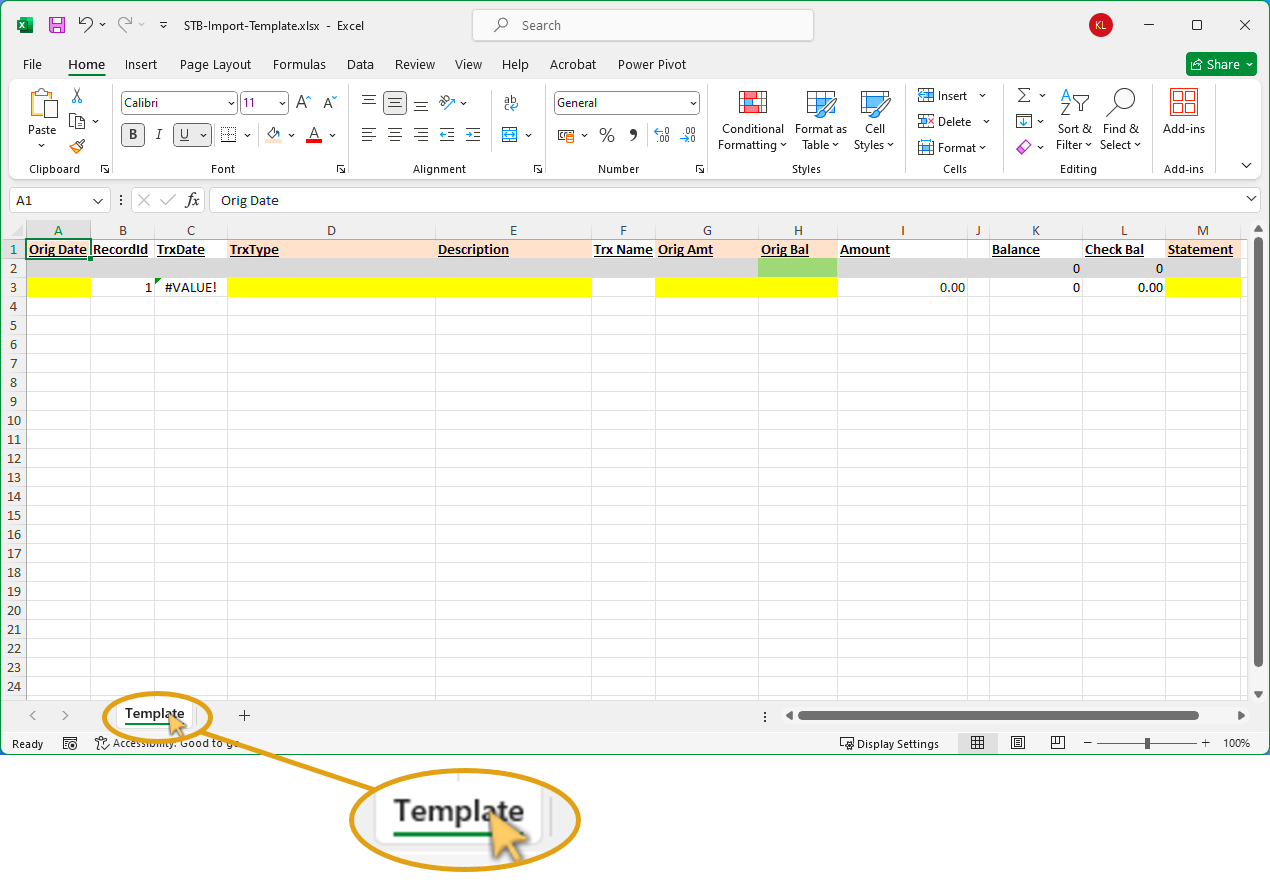 STB-Import-Template.xlsx - Excel
Search
KL
File Home Insert Page Layout Formulas Data Review View Help Acrobat Power Pivot
Share
Calibri 11 General
Paste
B I U
ab
Conditional Formatting
Format as Table
Cell Styles
Insert
Delete
Format
Sort & Filter
Find & Select
Add-ins
Clipboard Font Alignment Number Styles Cells Editing Add-ins
A1 fx Orig Date
A B C D E F G H I J K L M
1 Orig Date RecordId TrxDate TrxType Description Trx Name Orig Amt Orig Bal Amount Balance Check Bal Statement
2 0 0
3 1 #VALUE! 0.00 0 0.00
4
5
6
7
8
9
10
11
12
13
14
15
16
17
18
19
20
21
22
23
24
Template
Ready Accessibility: Good to go Display Settings 100%
Template